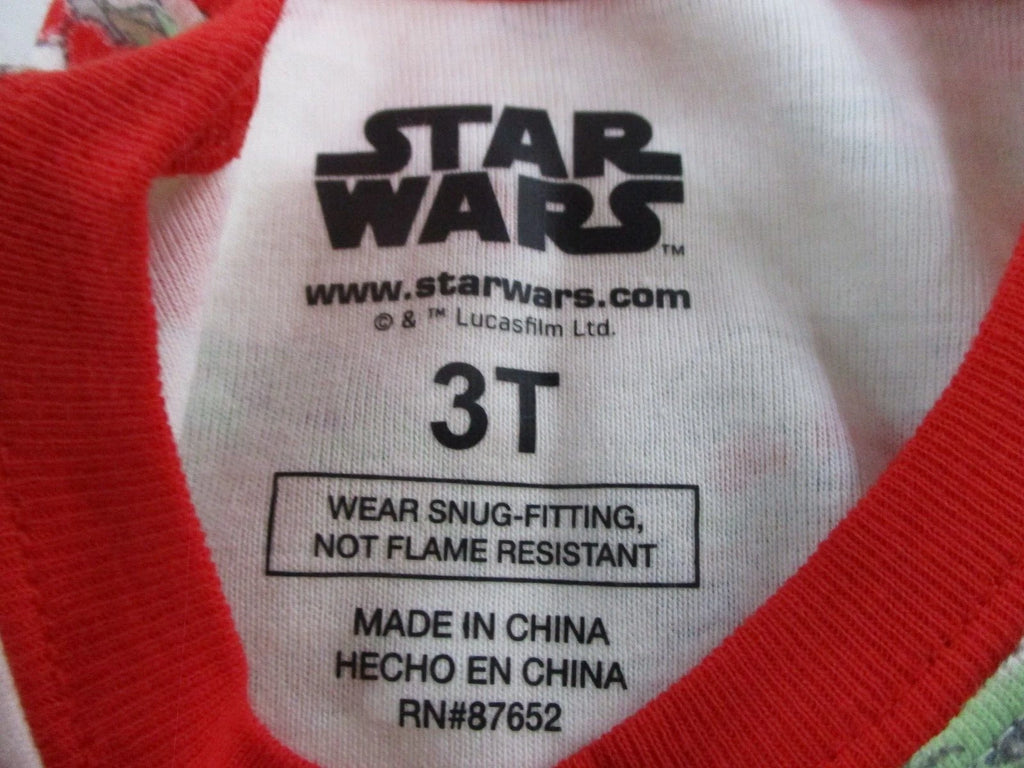 STAR
WARS™
www.starwars.com
© & ™ Lucasfilm Ltd.
3T
WEAR SNUG-FITTING,
NOT FLAME RESISTANT
MADE IN CHINA
HECHO EN CHINA
RN#87652